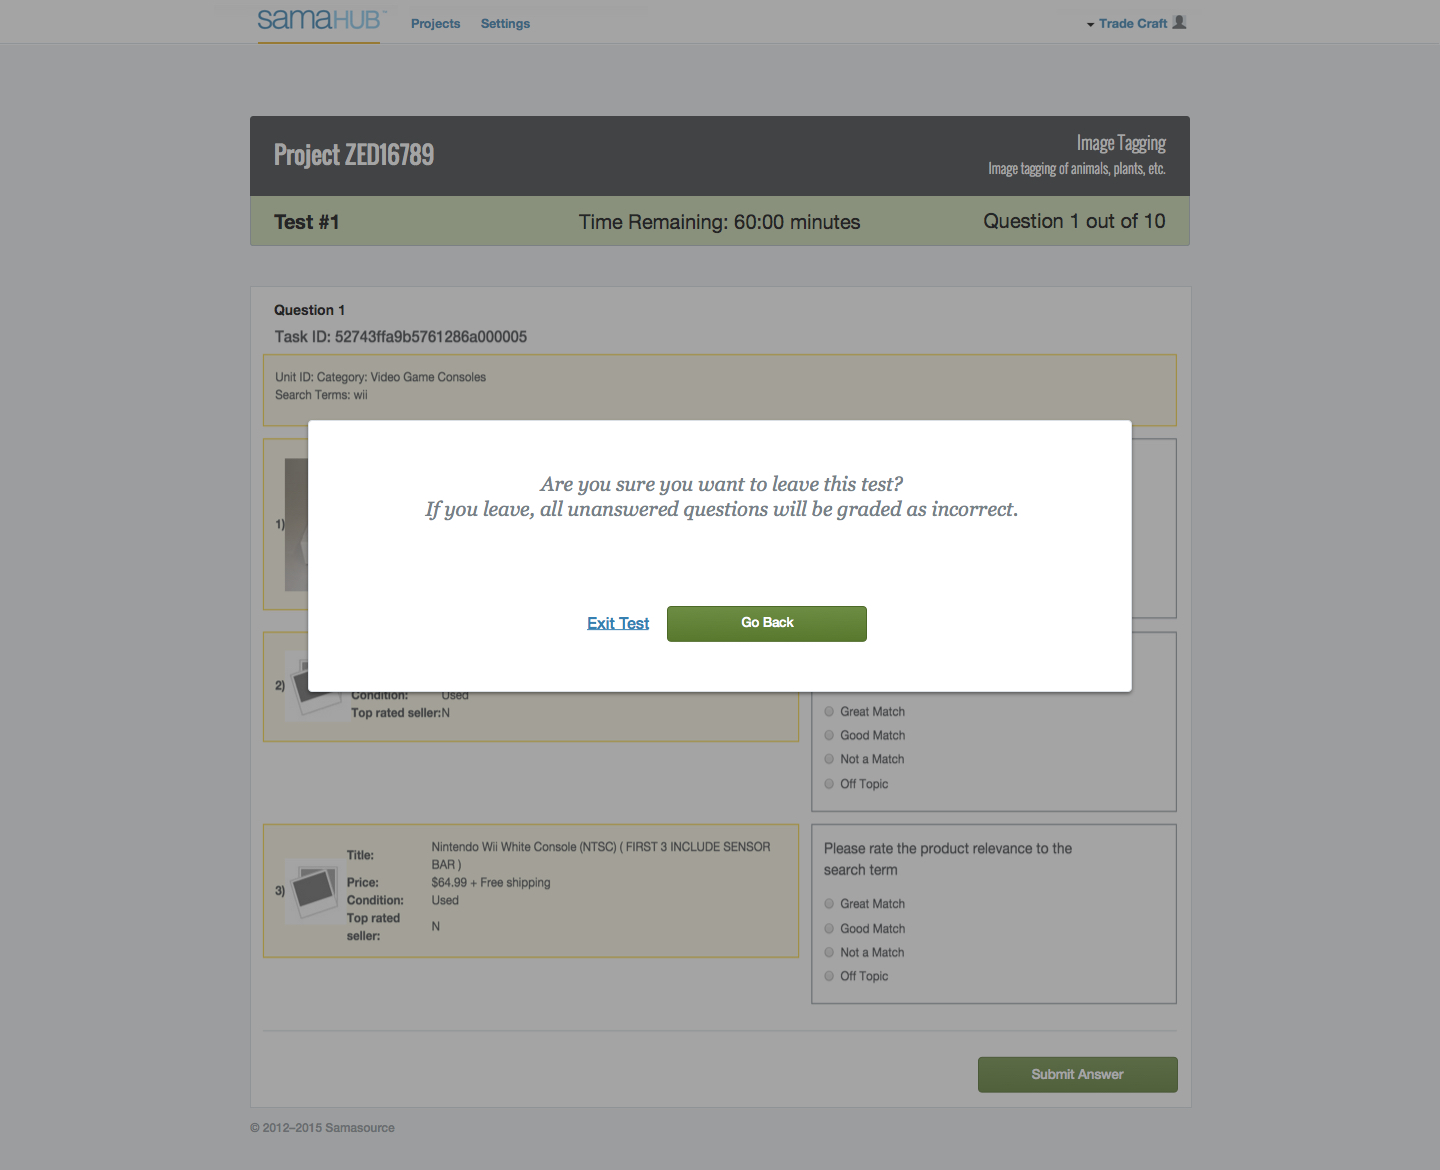 samaHUB™
Projects Settings
Trade Craft
Project ZED16789
Image Tagging
Image tagging of animals, plants, etc.
Test #1
Time Remaining: 60:00 minutes
Question 1 out of 10
Question 1
Task ID: 52743ffa9b5761286a000005
Unit ID: Category: Video Game Consoles
Search Terms: wii
1)
Are you sure you want to leave this test?
If you leave, all unanswered questions will be graded as incorrect.
Exit Test
Go Back
2)
Condition: Used
Top rated seller:N
Great Match
Good Match
Not a Match
Off Topic
3)
Title: Nintendo Wii White Console (NTSC) ( FIRST 3 INCLUDE SENSOR
BAR )
Price: $64.99 + Free shipping
Condition: Used
Top rated
seller: N
Please rate the product relevance to the
search term
Great Match
Good Match
Not a Match
Off Topic
Submit Answer
© 2012–2015 Samasource